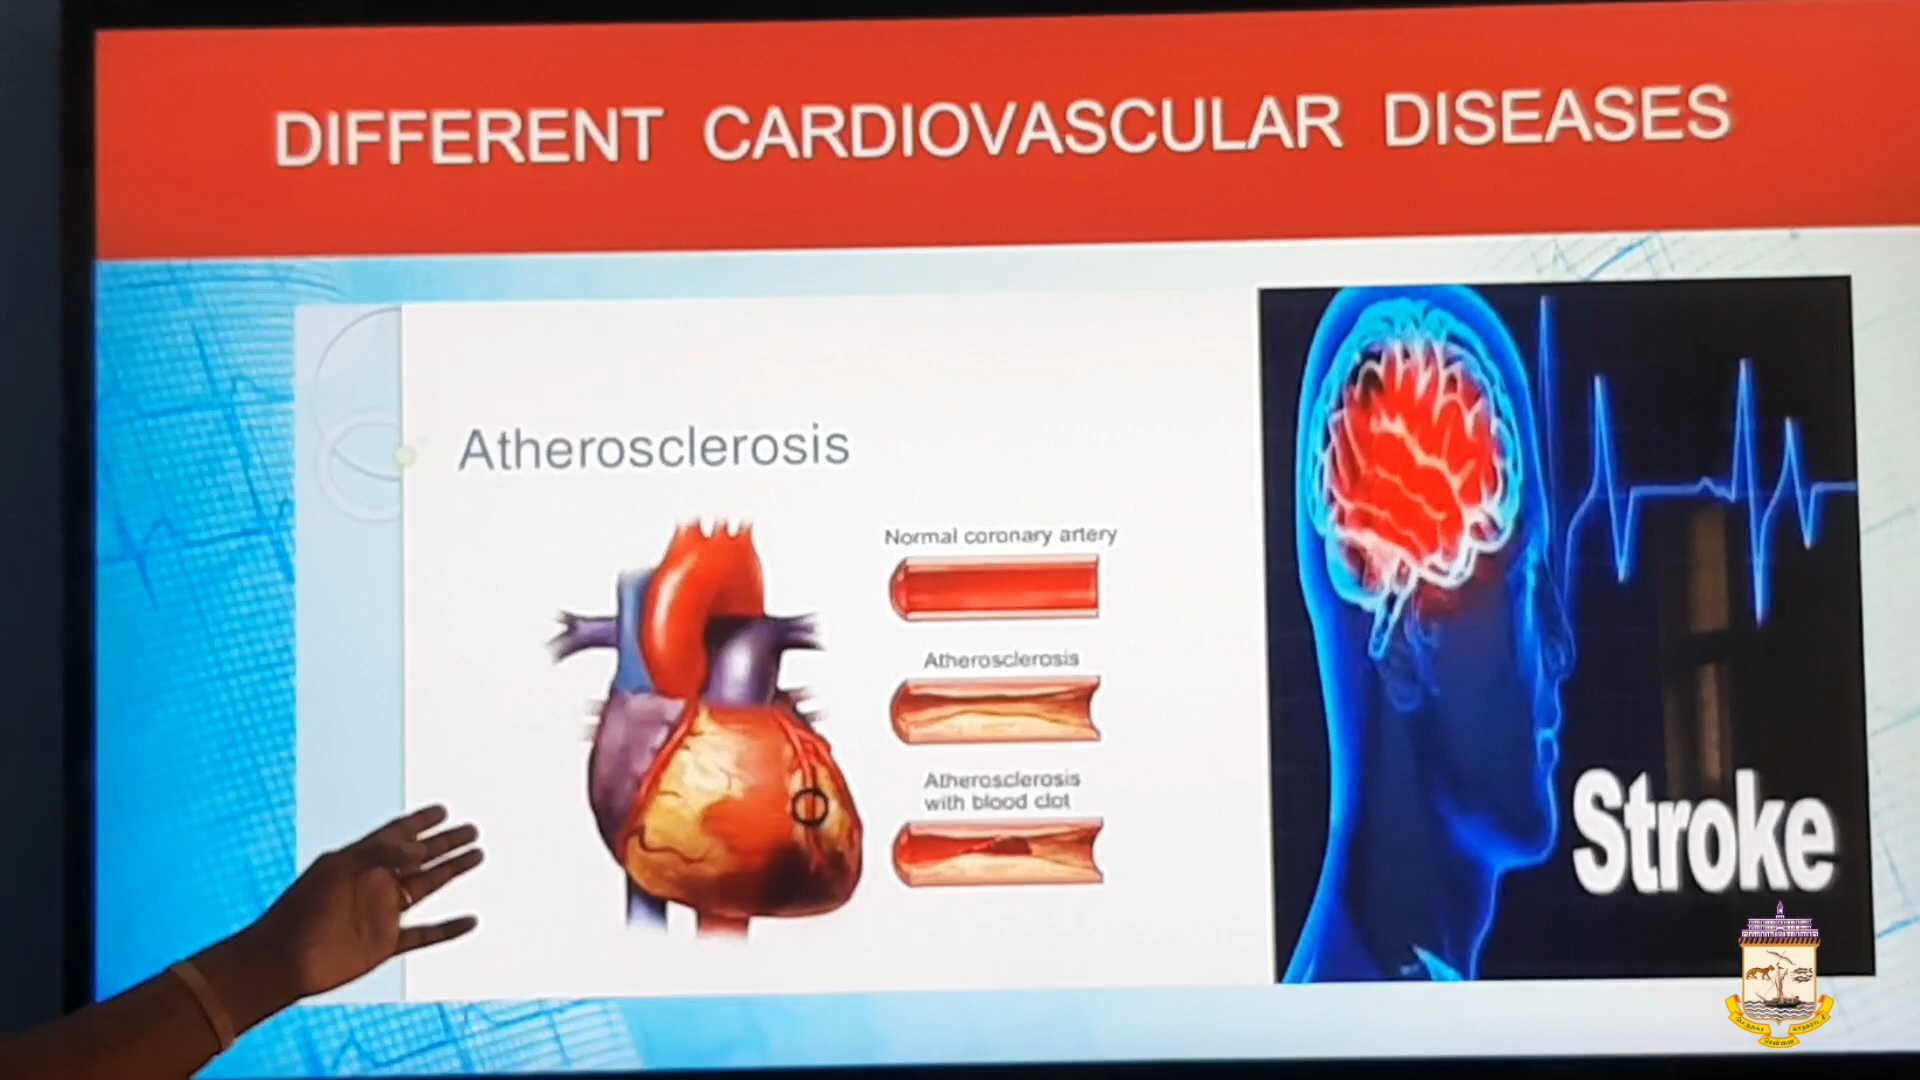 DIFFERENT CARDIOVASCULAR DISEASES
Atherosclerosis
Normal coronary artery
Atherosclerosis
Atherosclerosis
with blood clot
Stroke
சென்னை